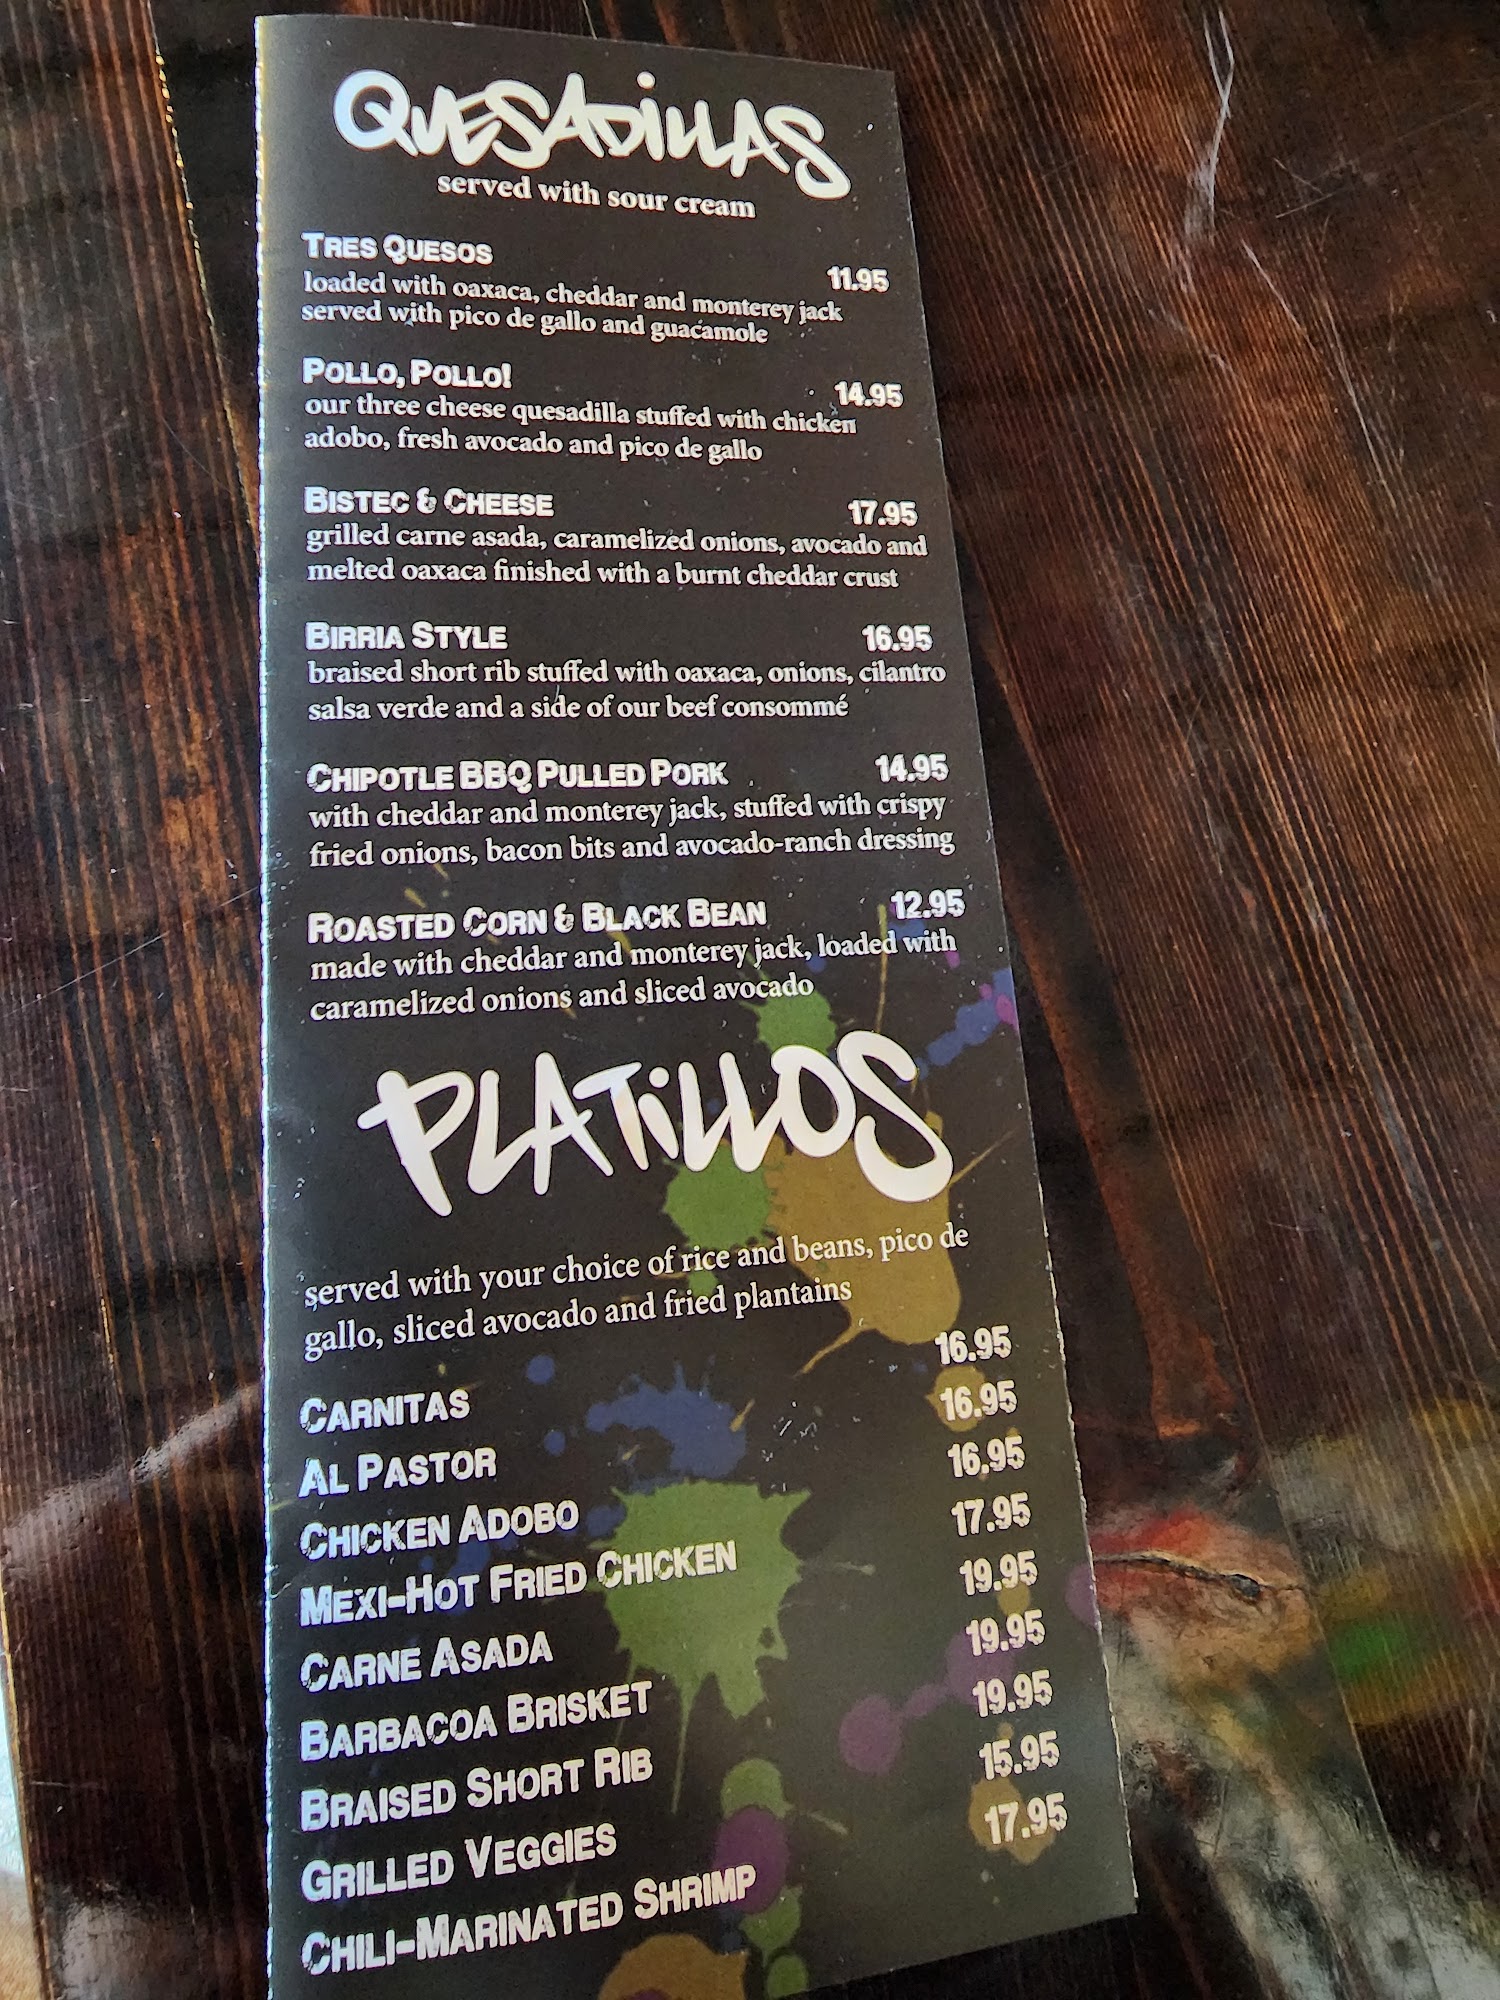 QUESADILLAS
served with sour cream
TRES QUESOS 11.95
loaded with oaxaca, cheddar and monterey jack
served with pico de gallo and guacamole
POLLO, POLLO! 14.95
our three cheese quesadilla stuffed with chicken
adobo, fresh avocado and pico de gallo
BISTEC & CHEESE 17.95
grilled carne asada, caramelized onions, avocado and
melted oaxaca finished with a burnt cheddar crust
BIRRIA STYLE 16.95
braised short rib stuffed with oaxaca, onions, cilantro
salsa verde and a side of our beef consommé
CHIPOTLE BBQ PULLED PORK 14.95
with cheddar and monterey jack, stuffed with crispy
fried onions, bacon bits and avocado-ranch dressing
ROASTED CORN & BLACK BEAN 12.95
made with cheddar and monterey jack, loaded with
caramelized onions and sliced avocado
PLATILLOS
served with your choice of rice and beans, pico de
gallo, sliced avocado and fried plantains
CARNITAS 16.95
AL PASTOR 16.95
CHICKEN ADOBO 16.95
MEXI-HOT FRIED CHICKEN 17.95
CARNE ASADA 19.95
BARBACOA BRISKET 19.95
BRAISED SHORT RIB 19.95
GRILLED VEGGIES 15.95
CHILI-MARINATED SHRIMP 17.95